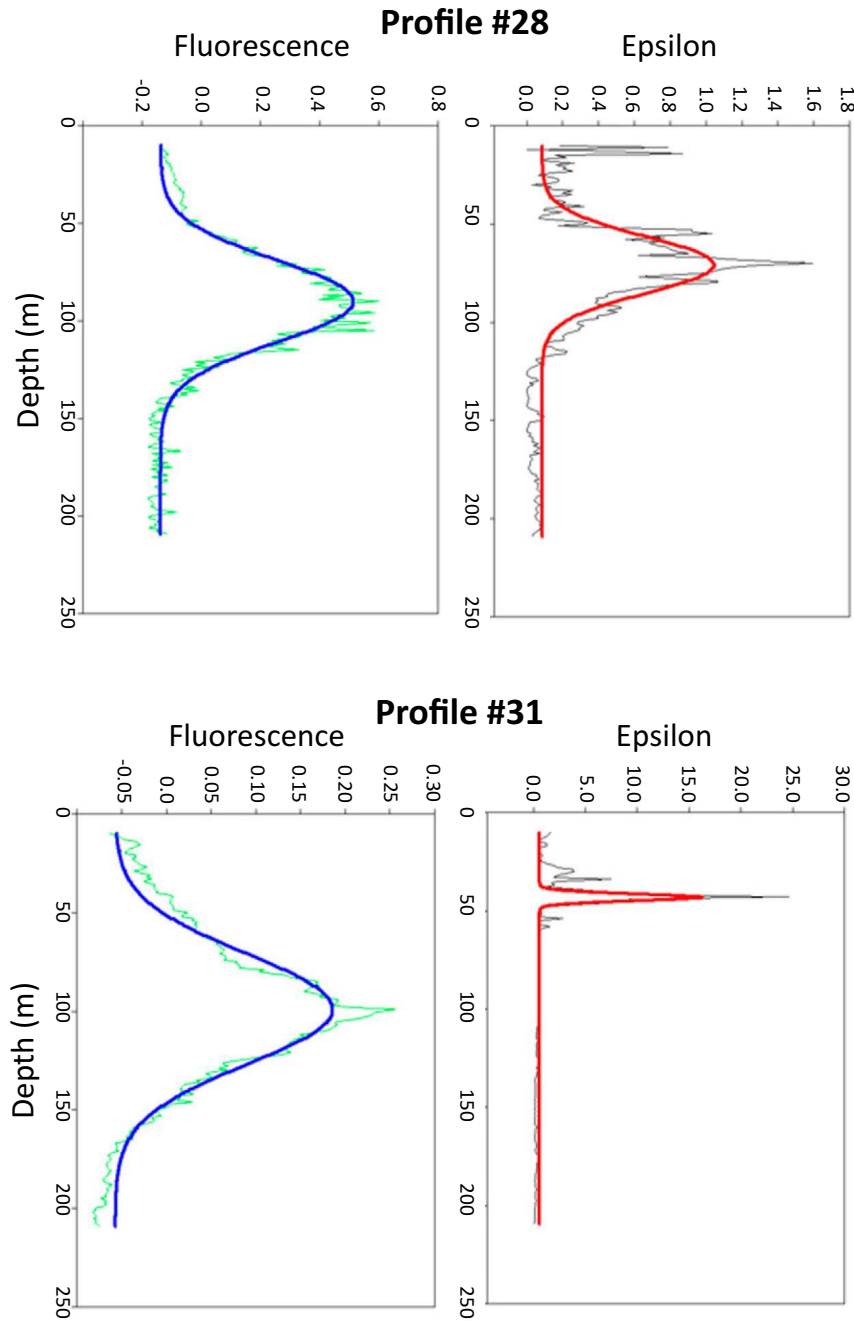 Profile #28
Fluorescence
Epsilon
-0.2 0.0 0.2 0.4 0.6 0.8
0.0 0.2 0.4 0.6 0.8 1.0 1.2 1.4 1.6 1.8
0 50 100 150 200 250
0 50 100 150 200 250
Depth (m)
Profile #31
Fluorescence
Epsilon
-0.05 0.0 0.05 0.10 0.15 0.20 0.25 0.30
0.0 5.0 10.0 15.0 20.0 25.0 30.0
0 50 100 150 200 250
0 50 100 150 200 250
Depth (m)